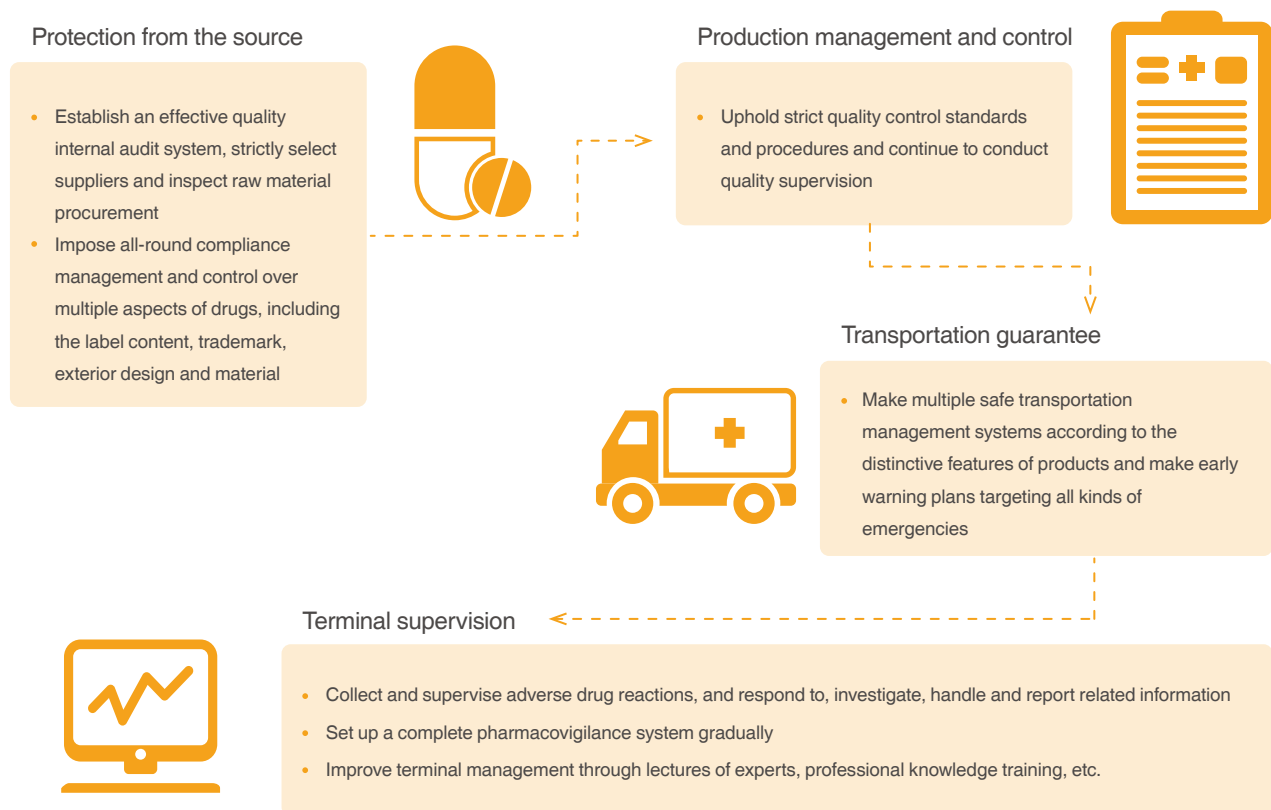 Protection from the source
• Establish an effective quality
internal audit system, strictly select
suppliers and inspect raw material
procurement
• Impose all-round compliance
management and control over
multiple aspects of drugs, including
the label content, trademark,
exterior design and material
Production management and control
• Uphold strict quality control standards
and procedures and continue to conduct
quality supervision
Transportation guarantee
• Make multiple safe transportation
management systems according to the
distinctive features of products and make early
warning plans targeting all kinds of
emergencies
Terminal supervision
• Collect and supervise adverse drug reactions, and respond to, investigate, handle and report related information
• Set up a complete pharmacovigilance system gradually
• Improve terminal management through lectures of experts, professional knowledge training, etc.